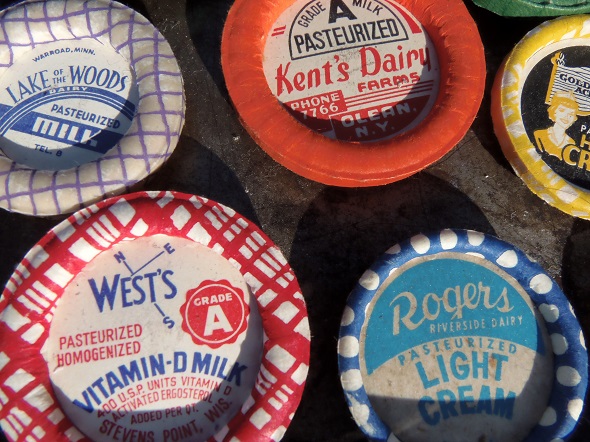 WARROAD, MINN.
LAKE OF THE WOODS
DAIRY
PASTEURIZED
MILK
TEL. 8
GRADE A MILK
PASTEURIZED
Kent's Dairy
FARMS
PHONE
7766
OLEAN,
N.Y.
GOLD
N E
WEST'S
S
GRADE
A
PASTEURIZED
HOMOGENIZED
VITAMIN-D MILK
400 U.S.P. UNITS VITAMIN D
ACTIVATED ERGOSTEROL
ADDED PER QT.
STEVENS POINT, WIS.
Rogers
RIVERSIDE DAIRY
PASTEURIZED
LIGHT
CREAM